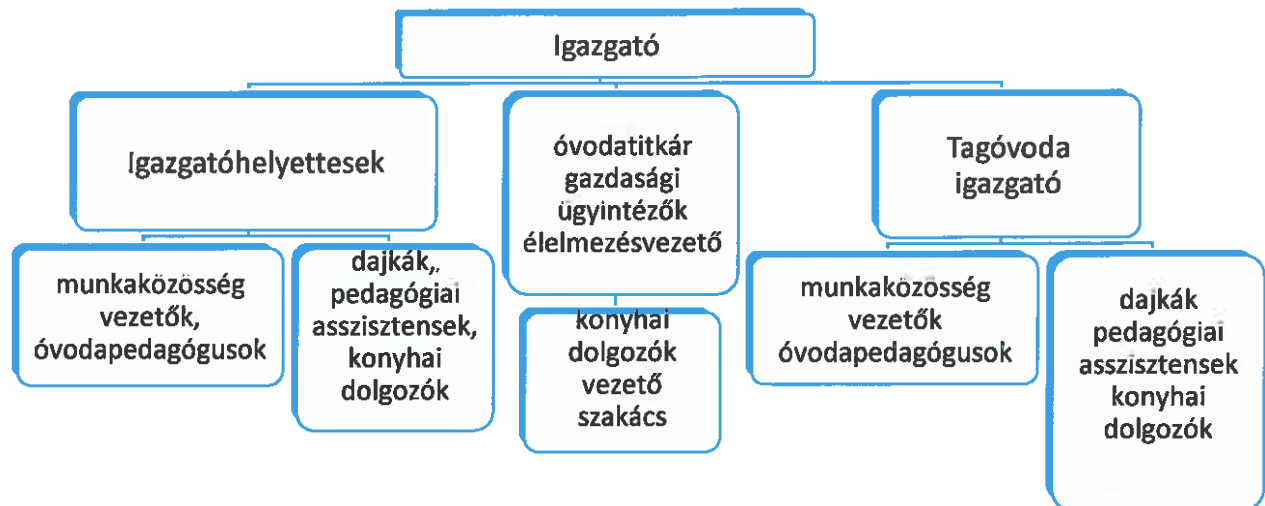 Igazgató
Igazgatóhelyettesek
óvodatitkár
gazdasági
ügyintézők
élelmezésvezető
Tagóvoda
igazgató
munkaközösség
vezetők,
óvodapedagógusok
dajkák,.
pedagógiai
asszisztensek,
konyhai
dolgozók
konyhai
dolgozók
vezető
szakács
munkaközösség
vezetők
óvodapedagógusok
dajkák
pedagógiai
asszisztensek
konyhai
dolgozók